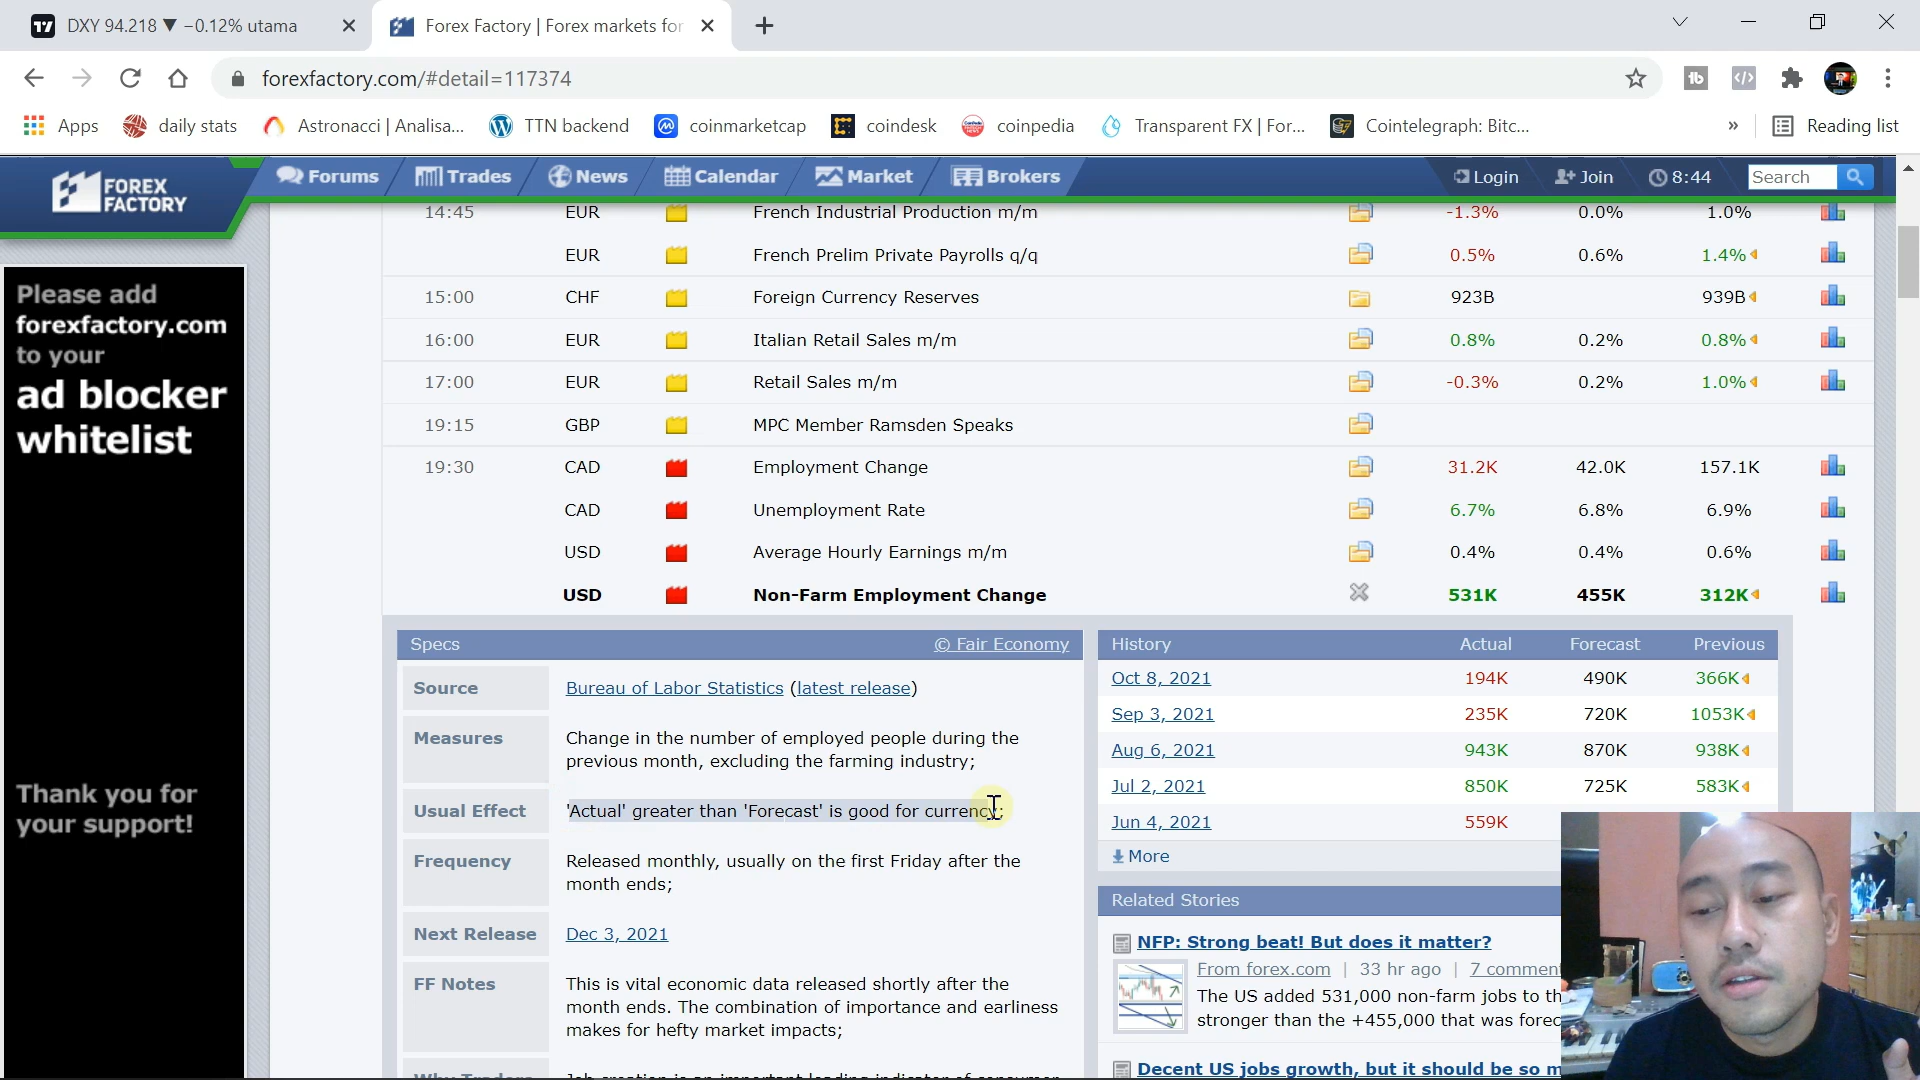 DXY 94.218 ▼ −0.12% utama
Forex Factory | Forex markets for
forexfactory.com/#detail=117374
Apps
daily stats
Astronacci | Analisa...
TTN backend
coinmarketcap
coindesk
coinpedia
Transparent FX | For...
Cointelegraph: Bitc...
»
Reading list
FOREX
FACTORY
Forums
Trades
News
Calendar
Market
Brokers
Login
Join
8:44
Search
Please add
forexfactory.com
to your
ad blocker
whitelist
Thank you for
your support!
14:45 EUR French Industrial Production m/m -1.3% 0.0% 1.0%
EUR French Prelim Private Payrolls q/q 0.5% 0.6% 1.4%
15:00 CHF Foreign Currency Reserves 923B 939B
16:00 EUR Italian Retail Sales m/m 0.8% 0.2% 0.8%
17:00 EUR Retail Sales m/m -0.3% 0.2% 1.0%
19:15 GBP MPC Member Ramsden Speaks
19:30 CAD Employment Change 31.2K 42.0K 157.1K
CAD Unemployment Rate 6.7% 6.8% 6.9%
USD Average Hourly Earnings m/m 0.4% 0.4% 0.6%
USD Non-Farm Employment Change 531K 455K 312K
Specs © Fair Economy
Source Bureau of Labor Statistics (latest release)
Measures Change in the number of employed people during the
previous month, excluding the farming industry;
Usual Effect 'Actual' greater than 'Forecast' is good for currency;
Frequency Released monthly, usually on the first Friday after the
month ends;
Next Release Dec 3, 2021
FF Notes This is vital economic data released shortly after the
month ends. The combination of importance and earliness
makes for hefty market impacts;
History Actual Forecast Previous
Oct 8, 2021 194K 490K 366K
Sep 3, 2021 235K 720K 1053K
Aug 6, 2021 943K 870K 938K
Jul 2, 2021 850K 725K 583K
Jun 4, 2021 559K
More
Related Stories
NFP: Strong beat! But does it matter?
From forex.com | 33 hr ago | 7 commen
The US added 531,000 non-farm jobs to th
stronger than the +455,000 that was forec
Decent US jobs growth, but it should be so m